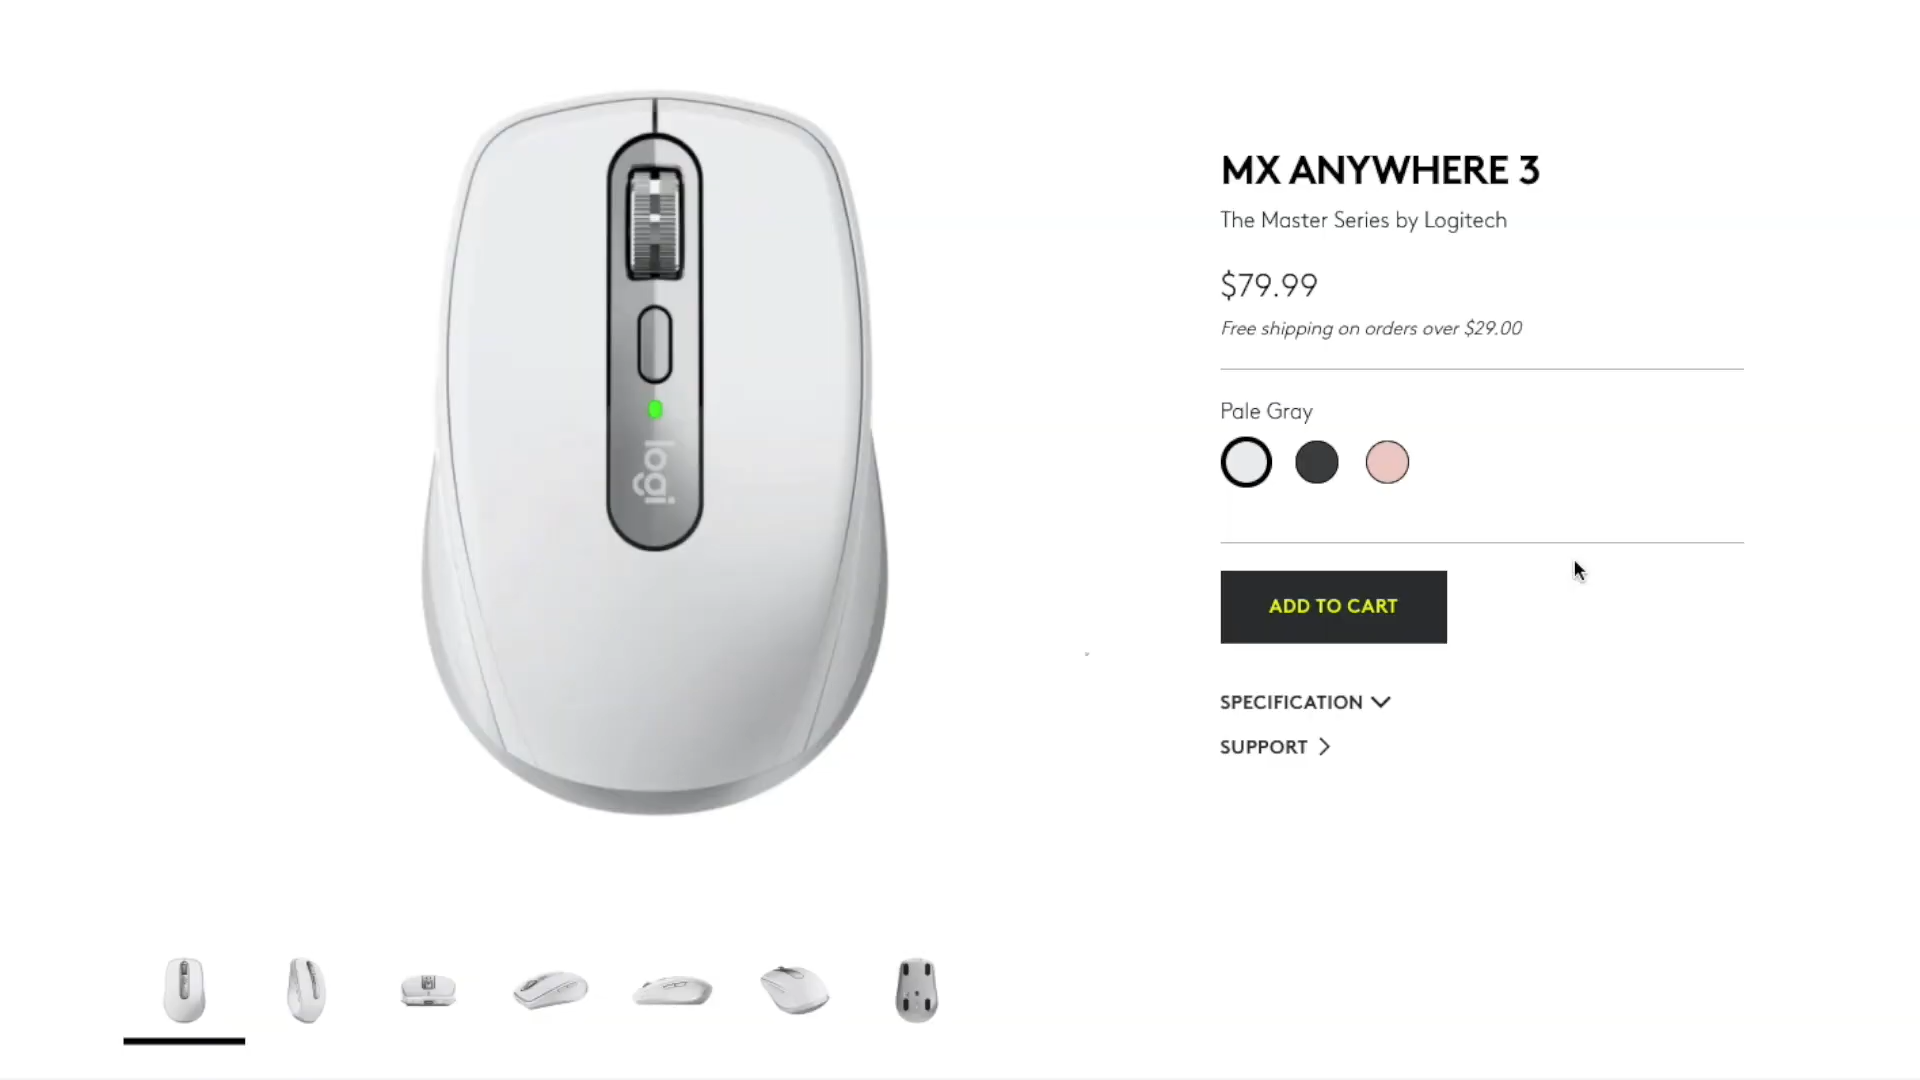 logi
MX ANYWHERE 3
The Master Series by Logitech
$79.99
Free shipping on orders over $29.00
Pale Gray
ADD TO CART
SPECIFICATION
SUPPORT